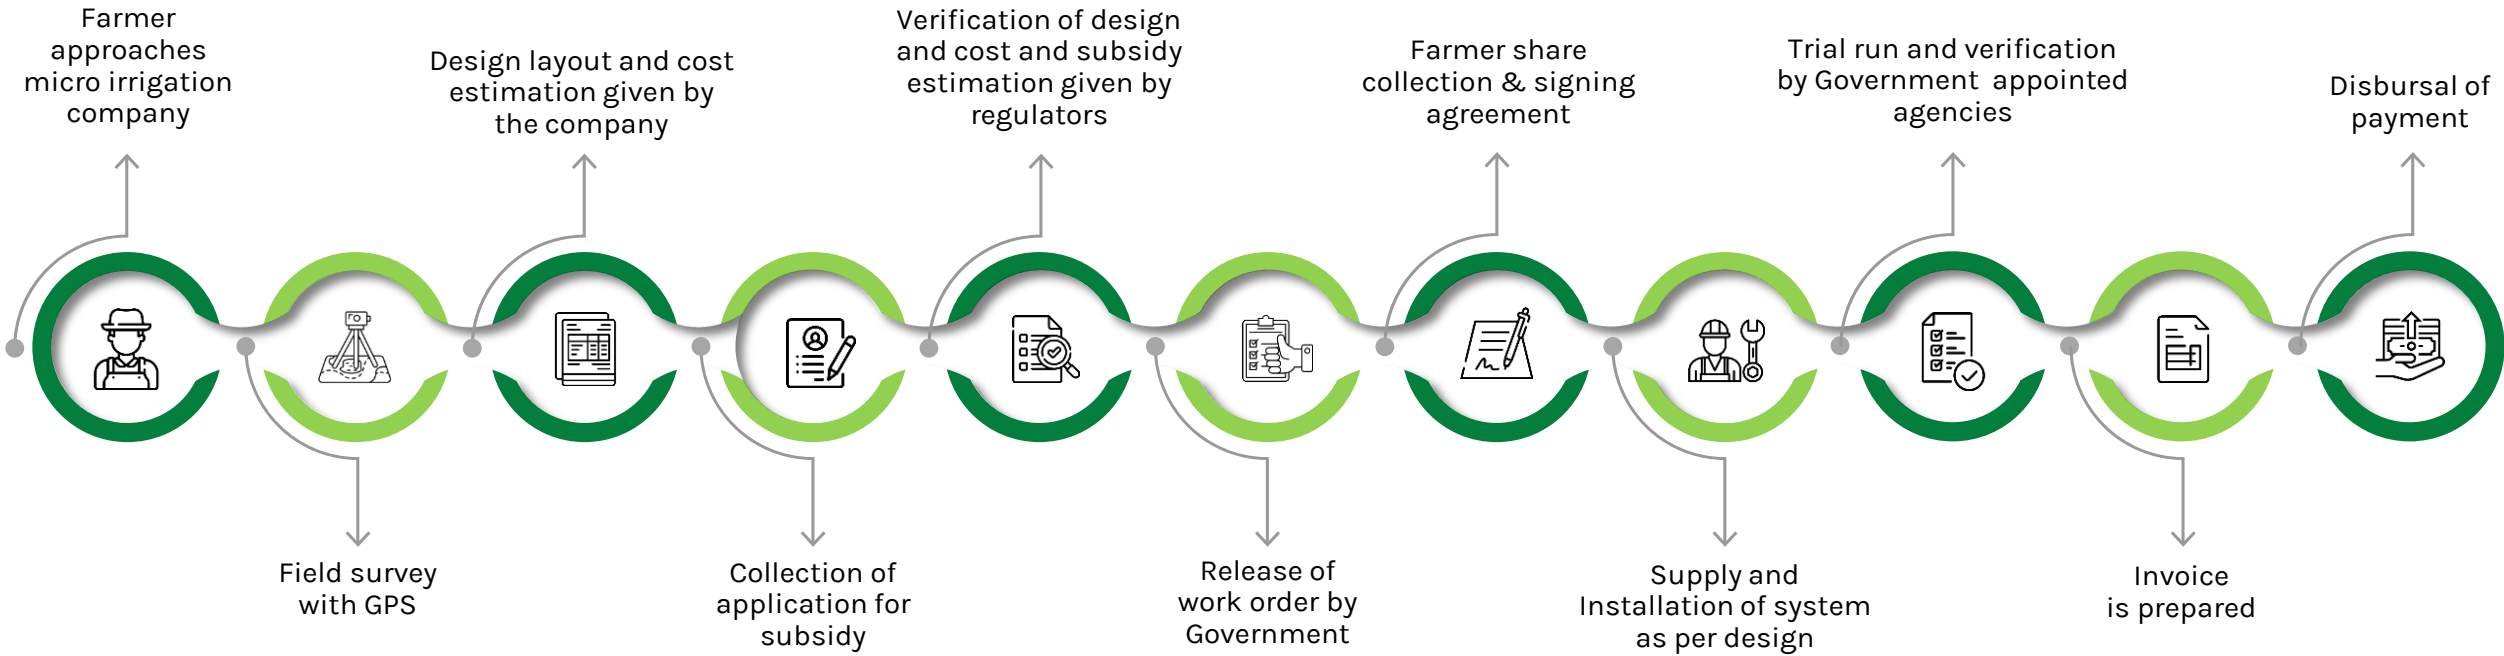 Farmer
approaches
micro irrigation
company
Field survey
with GPS
Design layout and cost
estimation given by
the company
Collection of
application for
subsidy
Verification of design
and cost and subsidy
estimation given by
regulators
Release of
work order by
Government
Farmer share
collection & signing
agreement
Supply and
Installation of system
as per design
Trial run and verification
by Government appointed
agencies
Invoice
is prepared
Disbursal of
payment